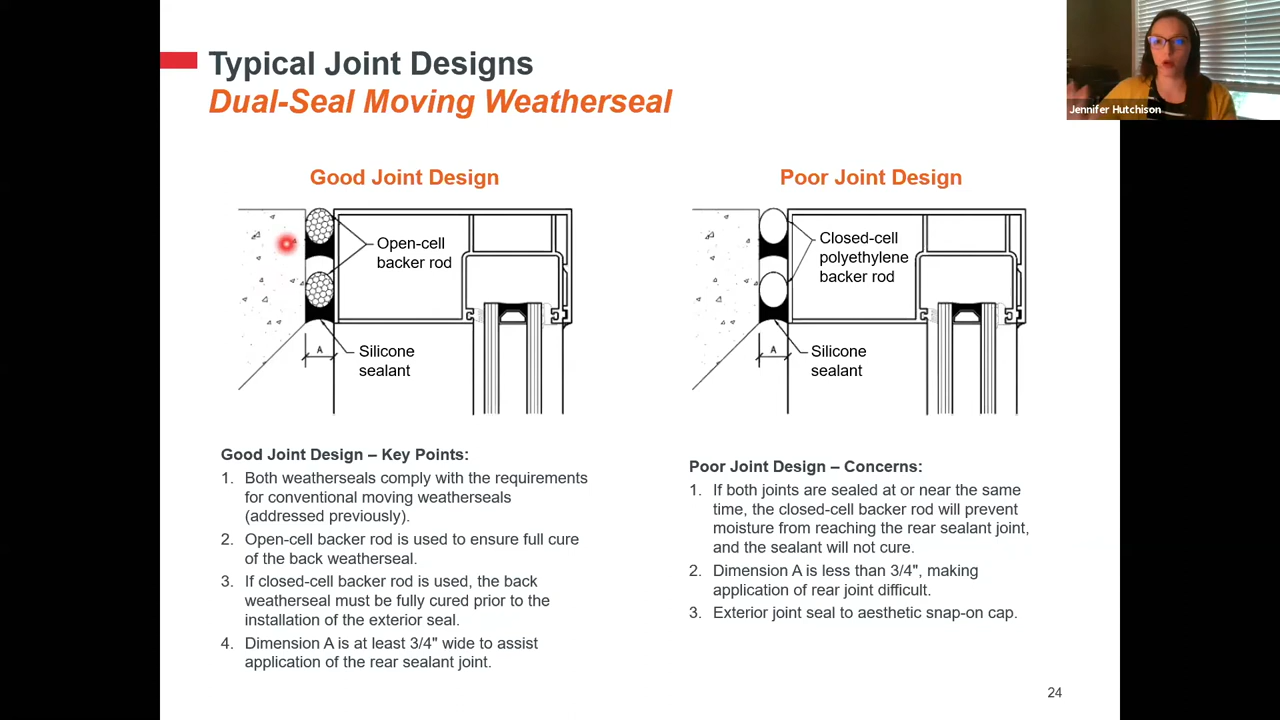 Typical Joint Designs
Dual-Seal Moving Weatherseal
Jennifer Hutchison
Good Joint Design
Open-cell
backer rod
A
Silicone
sealant
Good Joint Design – Key Points:
1. Both weatherseals comply with the requirements
for conventional moving weatherseals
(addressed previously).
2. Open-cell backer rod is used to ensure full cure
of the back weatherseal.
3. If closed-cell backer rod is used, the back
weatherseal must be fully cured prior to the
installation of the exterior seal.
4. Dimension A is at least 3/4" wide to assist
application of the rear sealant joint.
Poor Joint Design
Closed-cell
polyethylene
backer rod
A
Silicone
sealant
Poor Joint Design – Concerns:
1. If both joints are sealed at or near the same
time, the closed-cell backer rod will prevent
moisture from reaching the rear sealant joint,
and the sealant will not cure.
2. Dimension A is less than 3/4", making
application of rear joint difficult.
3. Exterior joint seal to aesthetic snap-on cap.
24